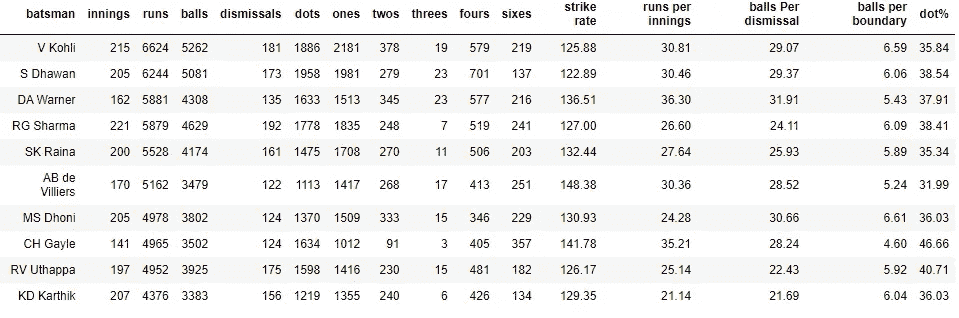 batsman innings runs balls dismissals dots ones twos threes fours sixes strike rate runs per innings balls Per dismissal balls per boundary dot%
V Kohli 215 6624 5262 181 1886 2181 378 19 579 219 125.88 30.81 29.07 6.59 35.84
S Dhawan 205 6244 5081 173 1958 1981 279 23 701 137 122.89 30.46 29.37 6.06 38.54
DA Warner 162 5881 4308 135 1633 1513 345 23 577 216 136.51 36.30 31.91 5.43 37.91
RG Sharma 221 5879 4629 192 1778 1835 248 7 519 241 127.00 26.60 24.11 6.09 38.41
SK Raina 200 5528 4174 161 1475 1708 270 11 506 203 132.44 27.64 25.93 5.89 35.34
AB de Villiers 170 5162 3479 122 1113 1417 268 17 413 251 148.38 30.36 28.52 5.24 31.99
MS Dhoni 205 4978 3802 124 1370 1509 333 15 346 229 130.93 24.28 30.66 6.61 36.03
CH Gayle 141 4965 3502 124 1634 1012 91 3 405 357 141.78 35.21 28.24 4.60 46.66
RV Uthappa 197 4952 3925 175 1598 1416 230 15 481 182 126.17 25.14 22.43 5.92 40.71
KD Karthik 207 4376 3383 156 1219 1355 240 6 426 134 129.35 21.14 21.69 6.04 36.03